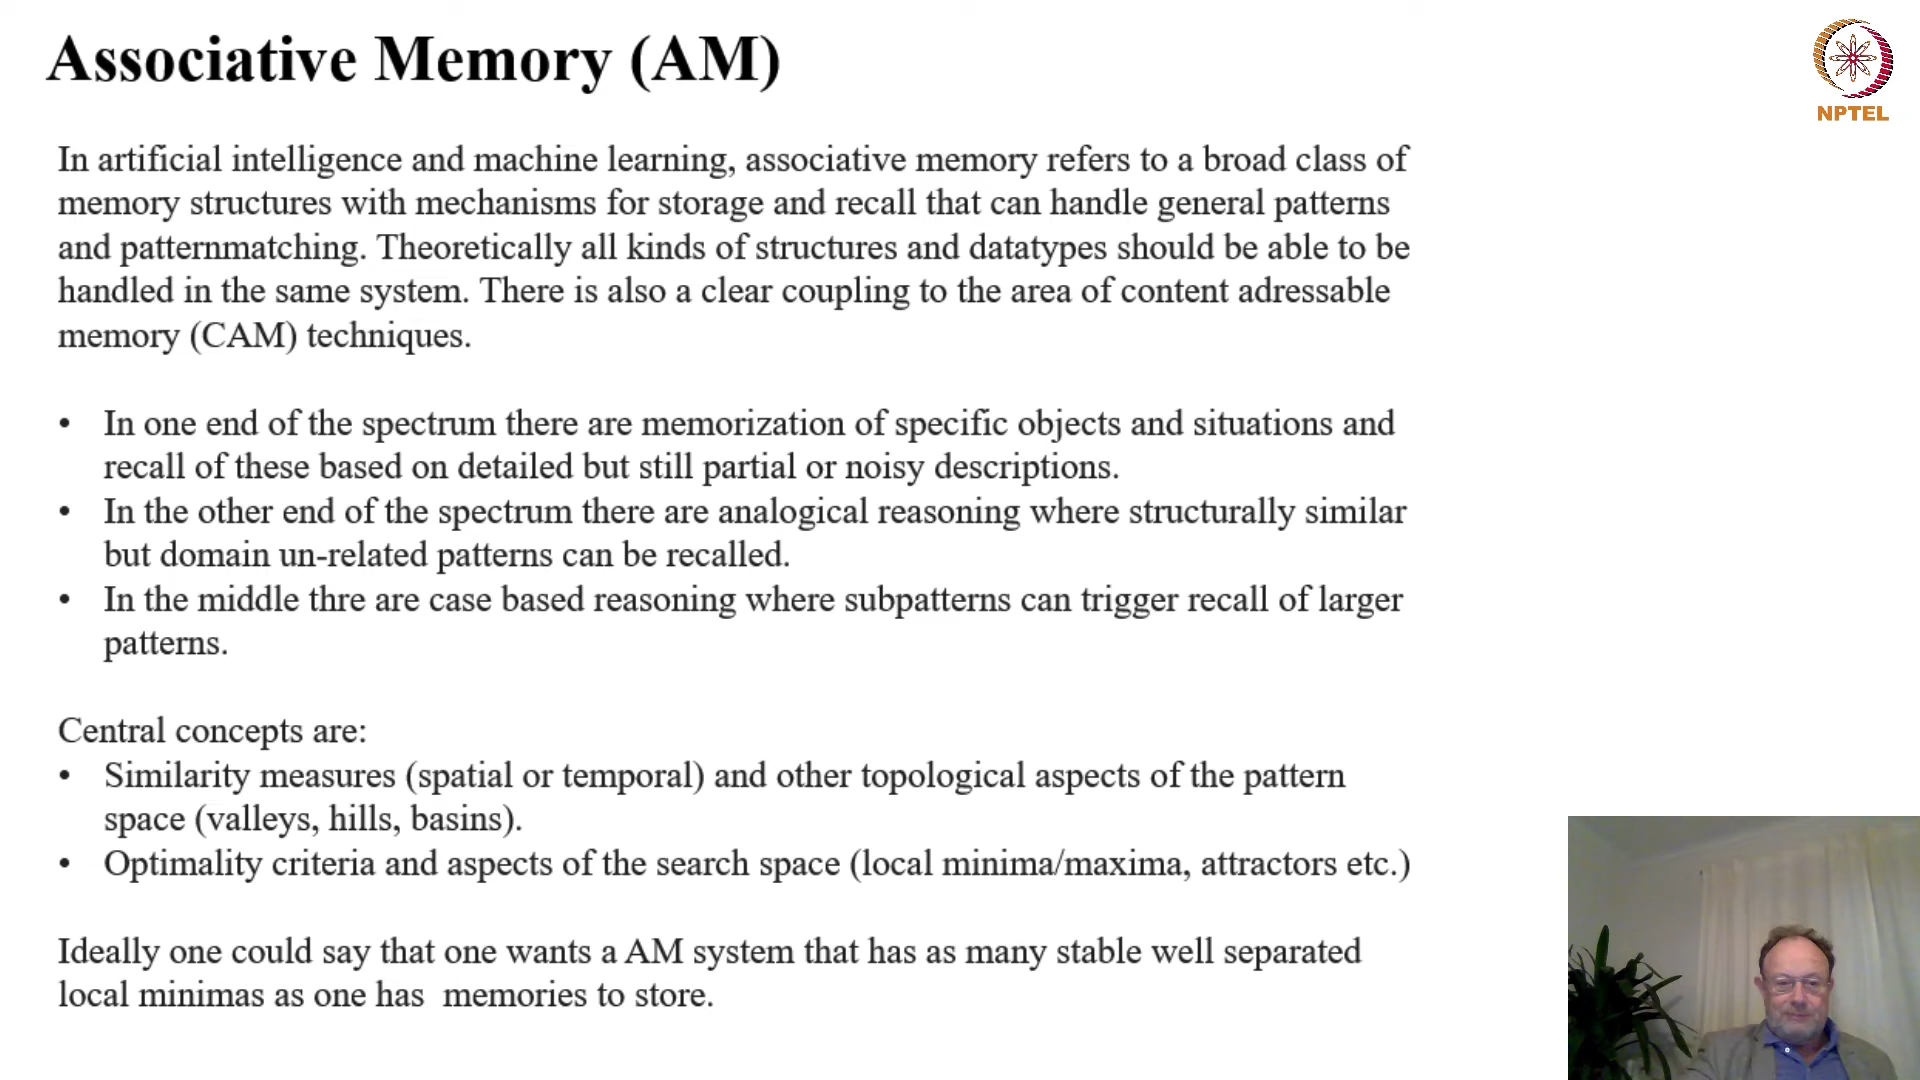 Associative Memory (AM)
NPTEL
In artificial intelligence and machine learning, associative memory refers to a broad class of
memory structures with mechanisms for storage and recall that can handle general patterns
and patternmatching. Theoretically all kinds of structures and datatypes should be able to be
handled in the same system. There is also a clear coupling to the area of content adressable
memory (CAM) techniques.
• In one end of the spectrum there are memorization of specific objects and situations and
recall of these based on detailed but still partial or noisy descriptions.
• In the other end of the spectrum there are analogical reasoning where structurally similar
but domain un-related patterns can be recalled.
• In the middle thre are case based reasoning where subpatterns can trigger recall of larger
patterns.
Central concepts are:
• Similarity measures (spatial or temporal) and other topological aspects of the pattern
space (valleys, hills, basins).
• Optimality criteria and aspects of the search space (local minima/maxima, attractors etc.)
Ideally one could say that one wants a AM system that has as many stable well separated
local minimas as one has  memories to store.